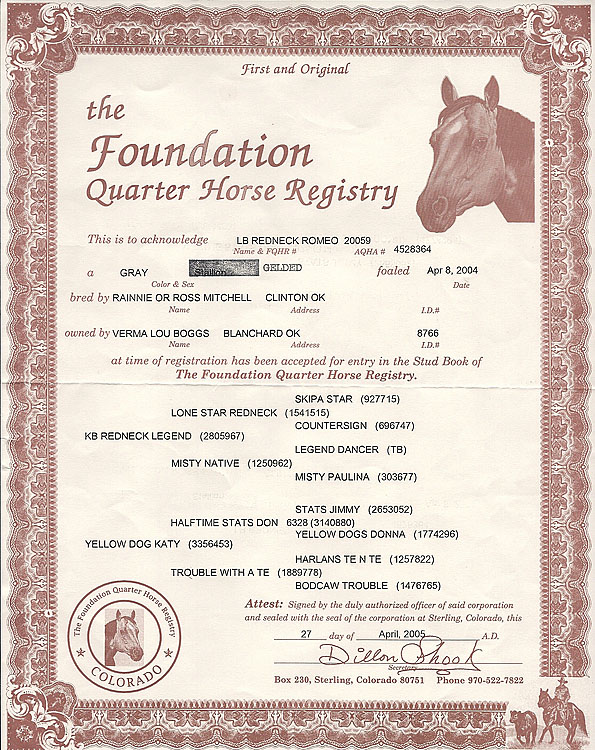 First and Original
the
Foundation
Quarter Horse Registry
This is to acknowledge LB REDNECK ROMEO 20059
Name & FQHR # AQHA # 4528364
a GRAY Stallion GELDED foaled Apr 8, 2004
Color & Sex Date
bred by RAINNIE OR ROSS MITCHELL CLINTON OK
Name Address I.D.#
owned by VERMA LOU BOGGS BLANCHARD OK 8766
Name Address I.D.#
at time of registration has been accepted for entry in the Stud Book of
The Foundation Quarter Horse Registry.
SKIPA STAR (927715)
LONE STAR REDNECK (1541515)
COUNTERSIGN (696747)
KB REDNECK LEGEND (2805967)
LEGEND DANCER (TB)
MISTY NATIVE (1250962)
MISTY PAULINA (303677)
STATS JIMMY (2653052)
HALFTIME STATS DON 6328 (3140880)
YELLOW DOGS DONNA (1774296)
YELLOW DOG KATY (3356453)
HARLANS TE N TE (1257822)
TROUBLE WITH A TE (1889778)
BODCAW TROUBLE (1476765)
The Foundation Quarter Horse Registry
COLORADO
Attest: Signed by the duly authorized officer of said corporation
and sealed with the seal of the corporation at Sterling, Colorado, this
27 day of April, 2005 A.D.
Dillon Shook
Secretary
Box 230, Sterling, Colorado 80751 Phone 970-522-7822